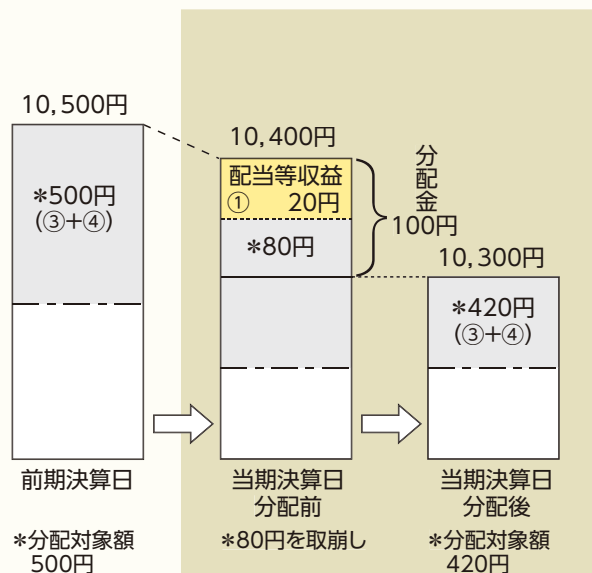 10,500円
*500円
(③+④)
前期決算日
*分配対象額
500円
10,400円
配当等収益
① 20円
*80円
分配金
100円
当期決算日
分配前
*80円を取崩し
10,300円
*420円
(③+④)
当期決算日
分配後
*分配対象額
420円